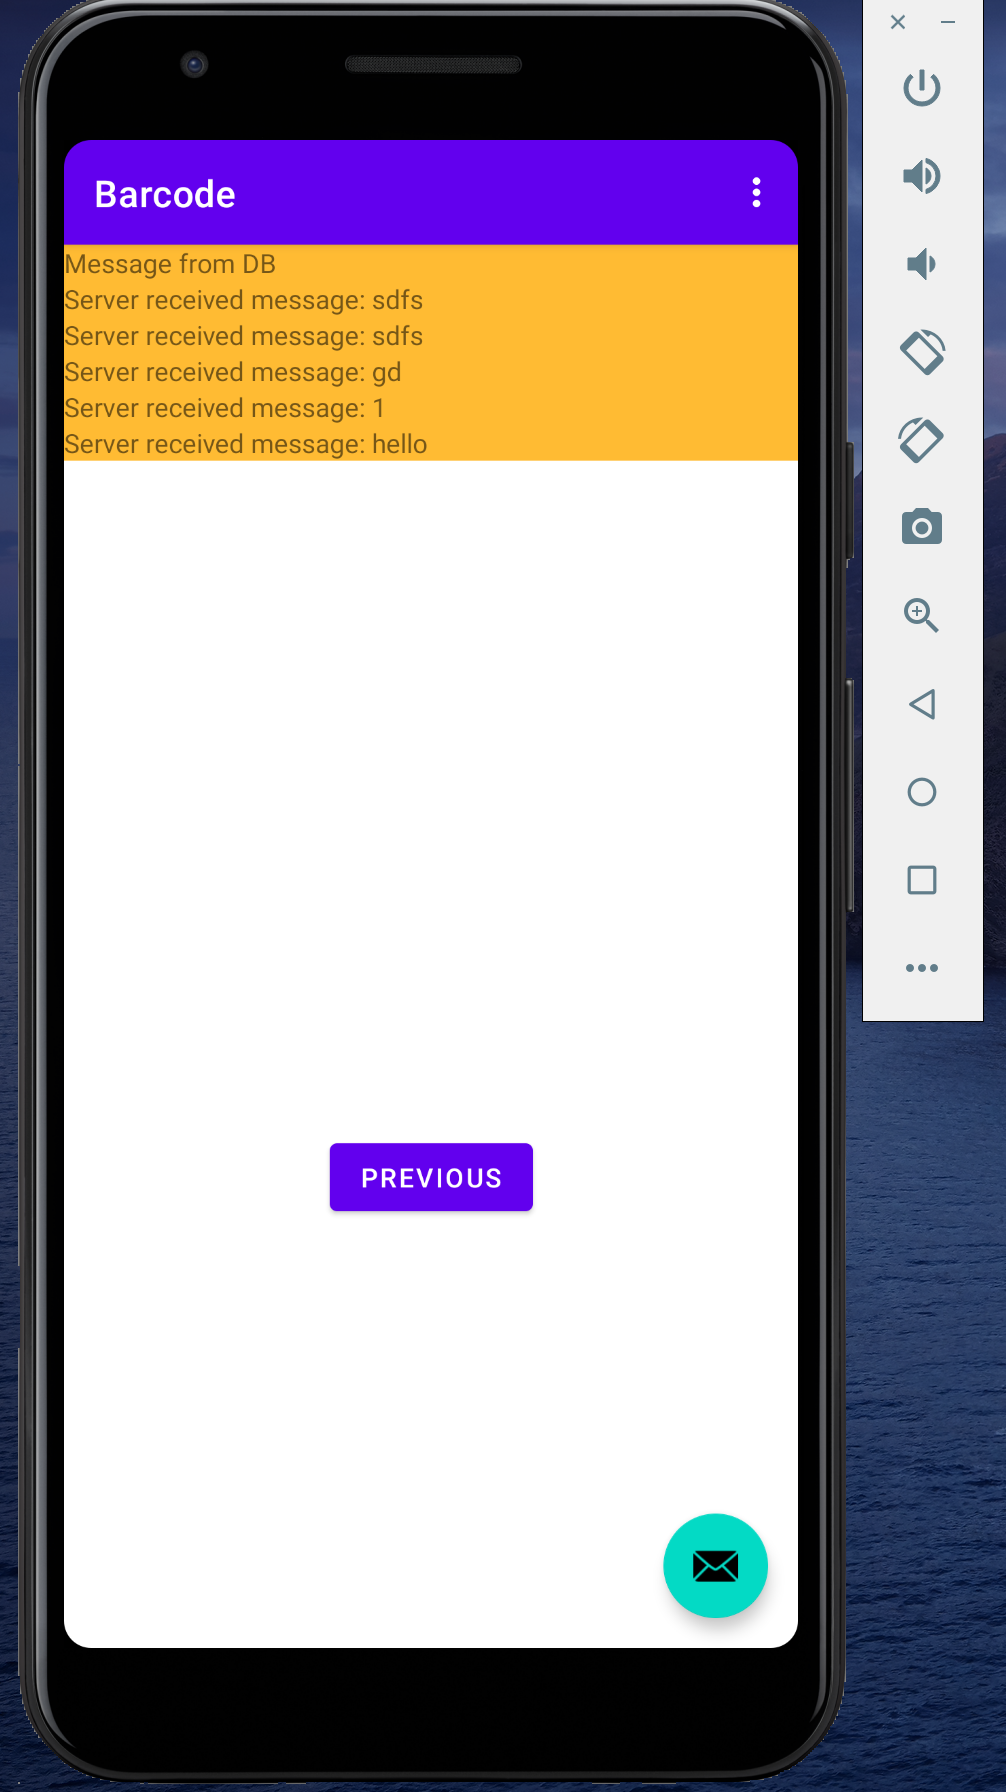 Barcode
Message from DB
Server received message: sdfs
Server received message: sdfs
Server received message: gd
Server received message: 1
Server received message: hello
PREVIOUS